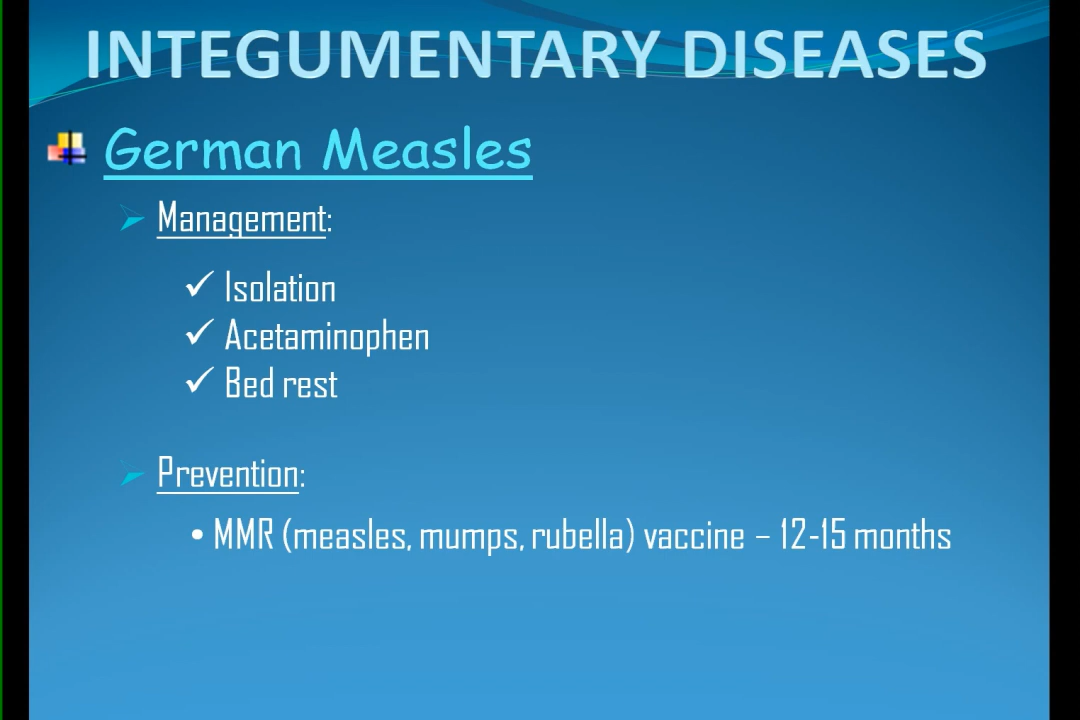 INTEGUMENTARY DISEASES
German Measles
Management:
✓ Isolation
✓ Acetaminophen
✓ Bed rest
Prevention:
• MMR (measles, mumps, rubella) vaccine – 12-15 months